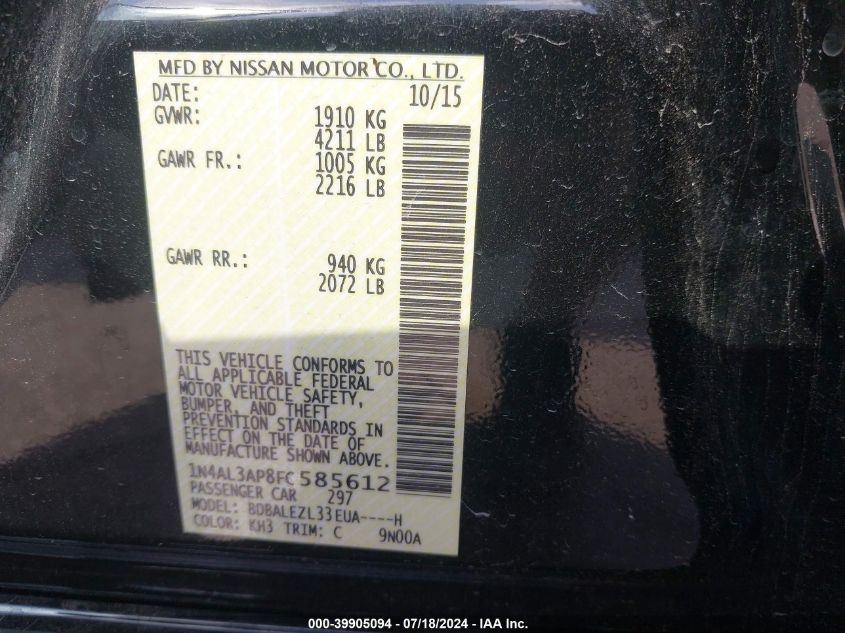 MFD BY NISSAN MOTOR CO., LTD.
DATE: 10/15
GVWR: 1910 KG
4211 LB
GAWR FR.: 1005 KG
2216 LB
GAWR RR.: 940 KG
2072 LB
THIS VEHICLE CONFORMS TO
ALL APPLICABLE FEDERAL
MOTOR VEHICLE SAFETY,
BUMPER, AND THEFT
PREVENTION STANDARDS IN
EFFECT ON THE DATE OF
MANUFACTURE SHOWN ABOVE.
1N4AL3AP8FC585612
PASSENGER CAR 297
MODEL: BDBALEZL33EUA----H
COLOR: KH3 TRIM: C 9N00A
000-39905094 - 07/18/2024 - IAA Inc.